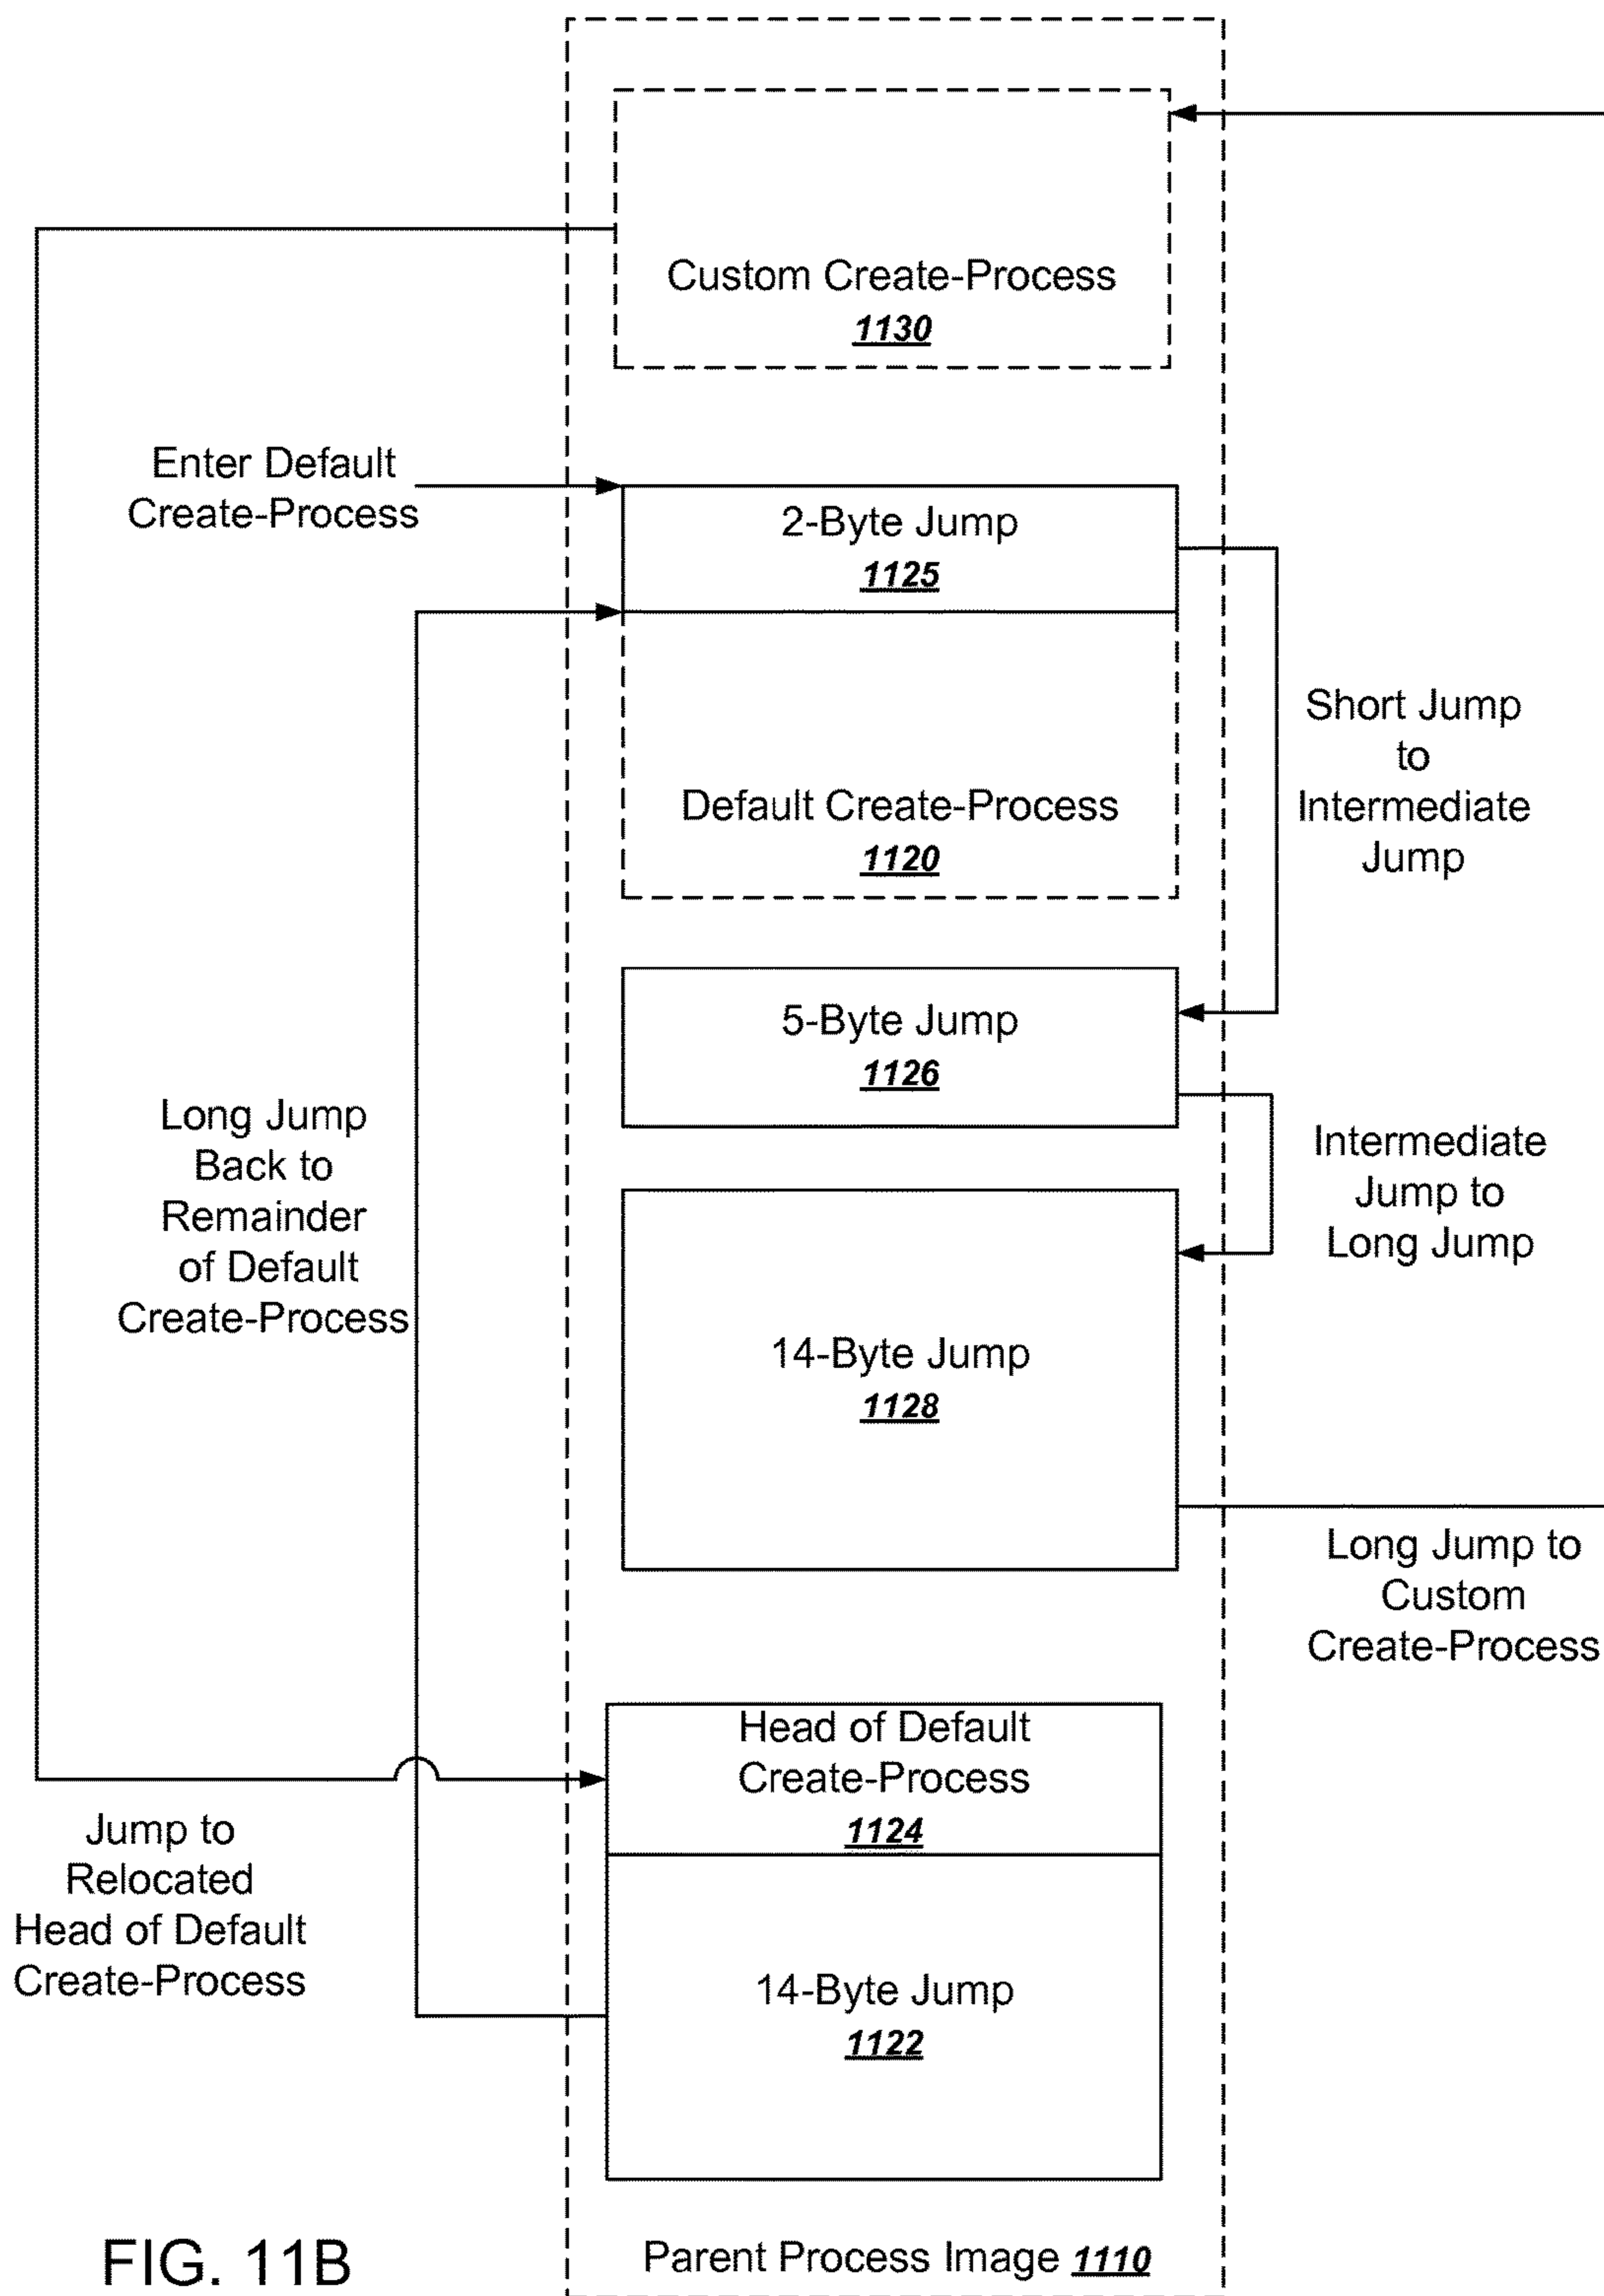 Custom Create-Process
1130
Enter Default
Create-Process
2-Byte Jump
1125
Short Jump
to
Intermediate
Jump
Default Create-Process
1120
5-Byte Jump
1126
Long Jump
Back to
Remainder
of Default
Create-Process
Intermediate
Jump to
Long Jump
14-Byte Jump
1128
Long Jump to
Custom
Create-Process
Head of Default
Create-Process
1124
Jump to
Relocated
Head of Default
Create-Process
14-Byte Jump
1122
FIG. 11B
Parent Process Image 1110